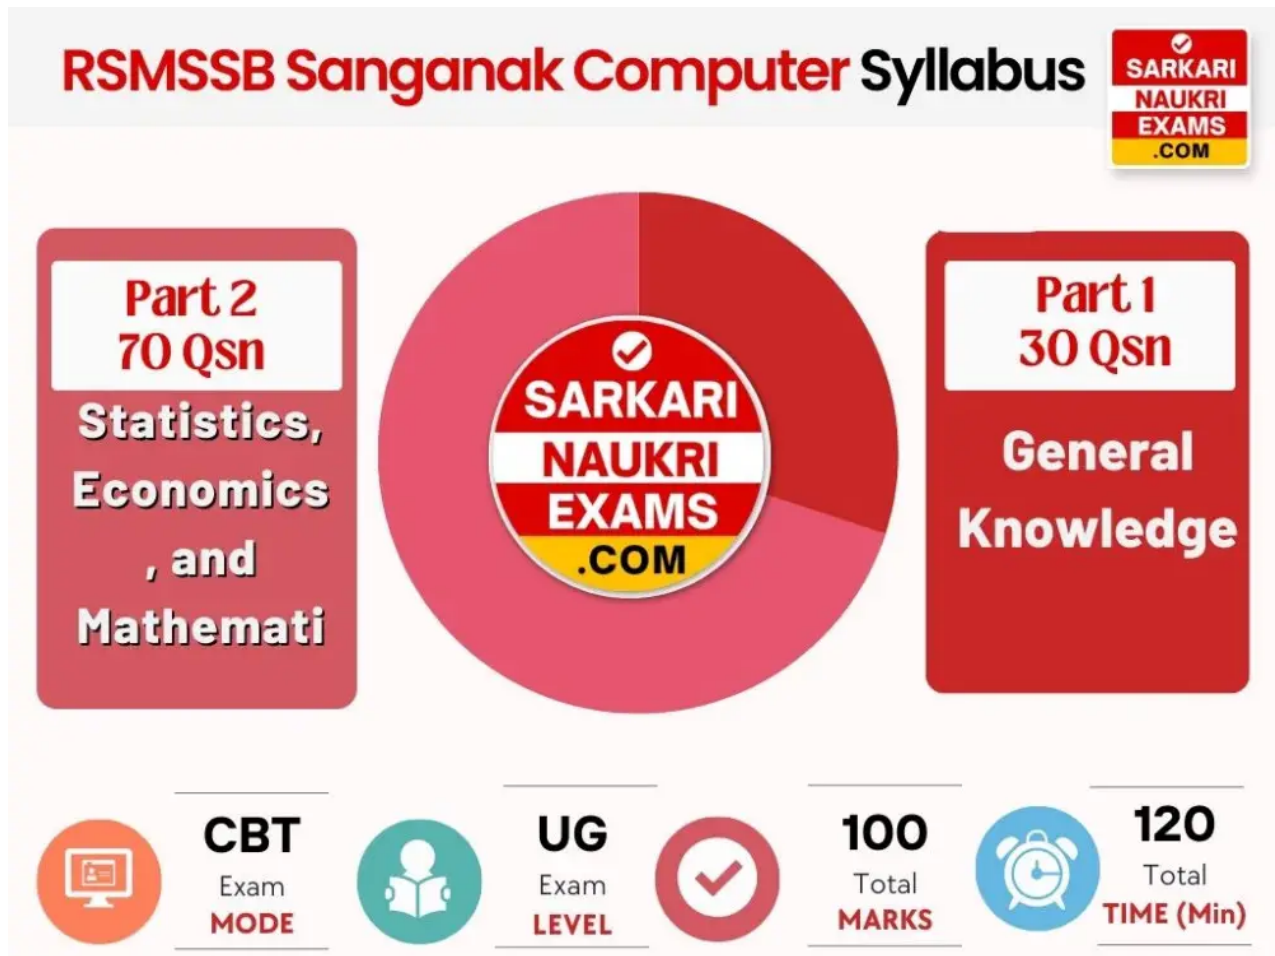 RSMSSB Sanganak Computer Syllabus
SARKARI
NAUKRI
EXAMS
.COM
Part 2
70 Qsn
Statistics,
Economics
, and
Mathemati
SARKARI
NAUKRI
EXAMS
.COM
Part 1
30 Qsn
General
Knowledge
CBT
Exam
MODE
UG
Exam
LEVEL
100
Total
MARKS
120
Total
TIME (Min)